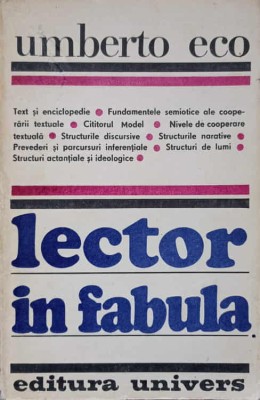 umberto eco
Text și enciclopedie ● Fundamentele semiotice ale coope-
rării textuale ● Cititorul Model ● Nivele de cooperare
textuală ● Structurile discursive ● Structurile narative ●
Prevederi și parcursuri inferențiale ● Structuri de lumi ●
Structuri actanțiale și ideologice ●
lector
in fabula.
editura univers